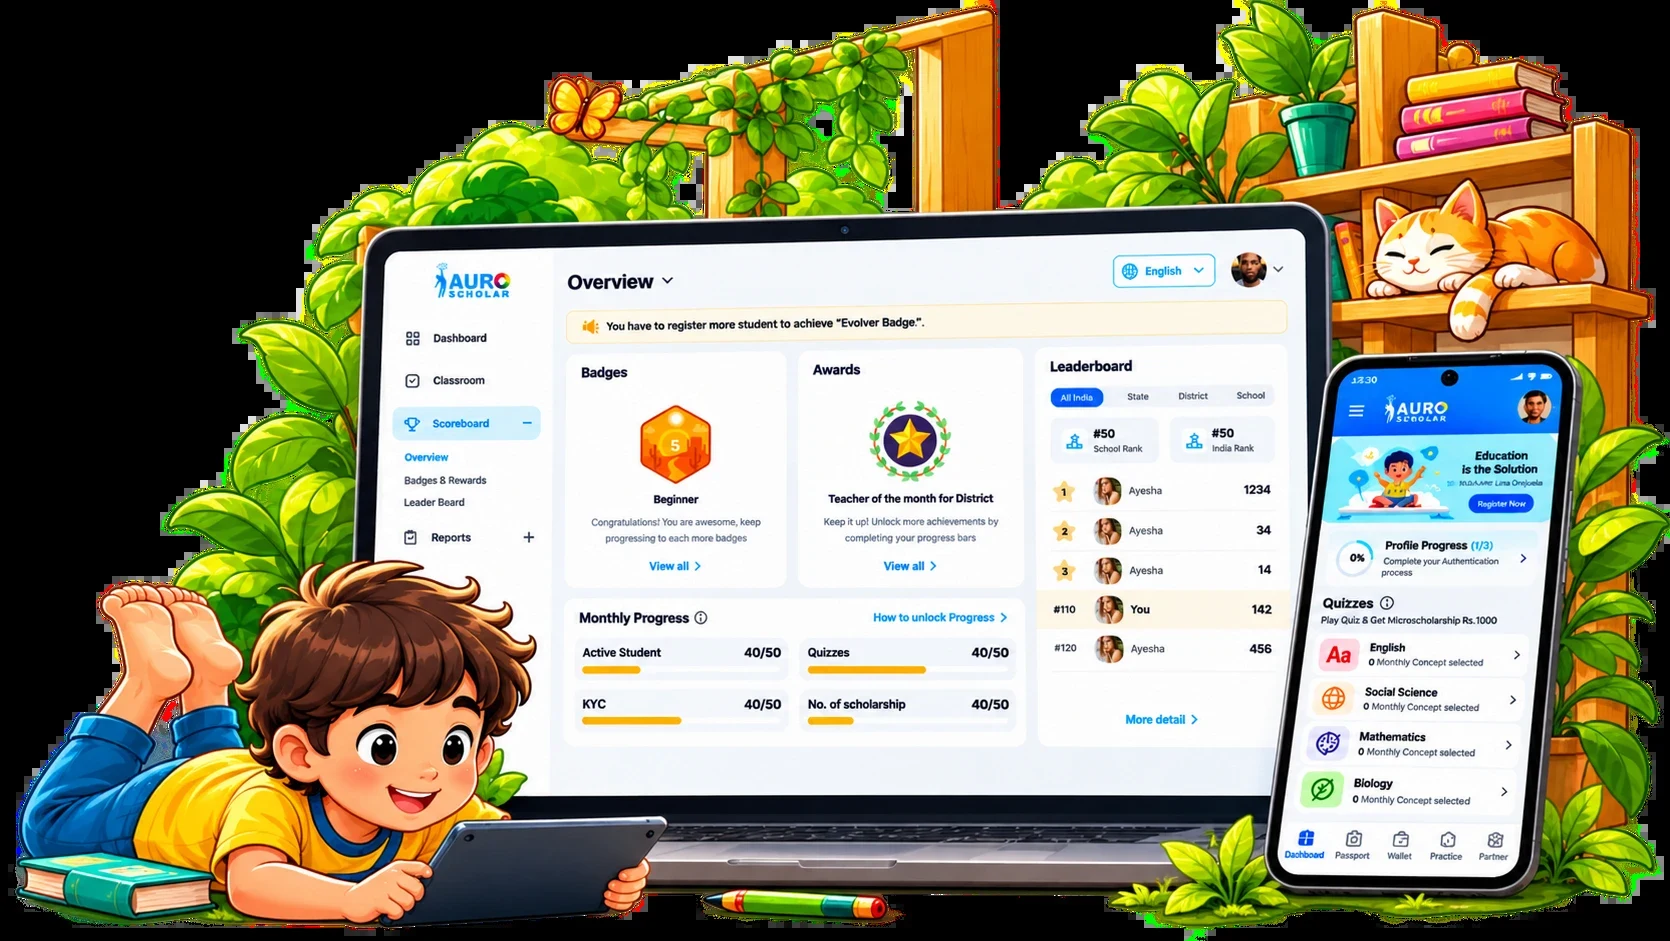 AURO
SCHOLAR
Dashboard
Classroom
Scoreboard
Overview
Badges & Rewards
Leader Beard
Reports
Overview
English
You have to register more student to achieve “Evolver Badge.”.
Badges
5
Beginner
Congratulations! You are awesome, keep
progressing to each more badges
View all
Awards
Teacher of the month for District
Keep it up! Unlock more achievements by
completing your progress bars
View all
Monthly Progress
How to unlock Progress
Active Student 40/50
Quizzes 40/50
KYC 40/50
No. of scholarship 40/50
Leaderboard
All India State District School
#50
School Rank
#50
India Rank
1 Ayesha 1234
2 Ayesha 34
3 Ayesha 14
#110 You 142
#120 Ayesha 456
More detail
12.30
AURO
SCHOLAR
Education
is the Solution
Register Now
0%
Profile Progress (1/3)
Complete your Authentication
process
Quizzes
Play Quiz & Get Microscholarship Rs.1000
Aa
English
0 Monthly Concept selected
Social Science
0 Monthly Concept selected
Mathematics
0 Monthly Concept selected
Biology
0 Monthly Concept selected
Dashboard Passport Wallet Practice Partner